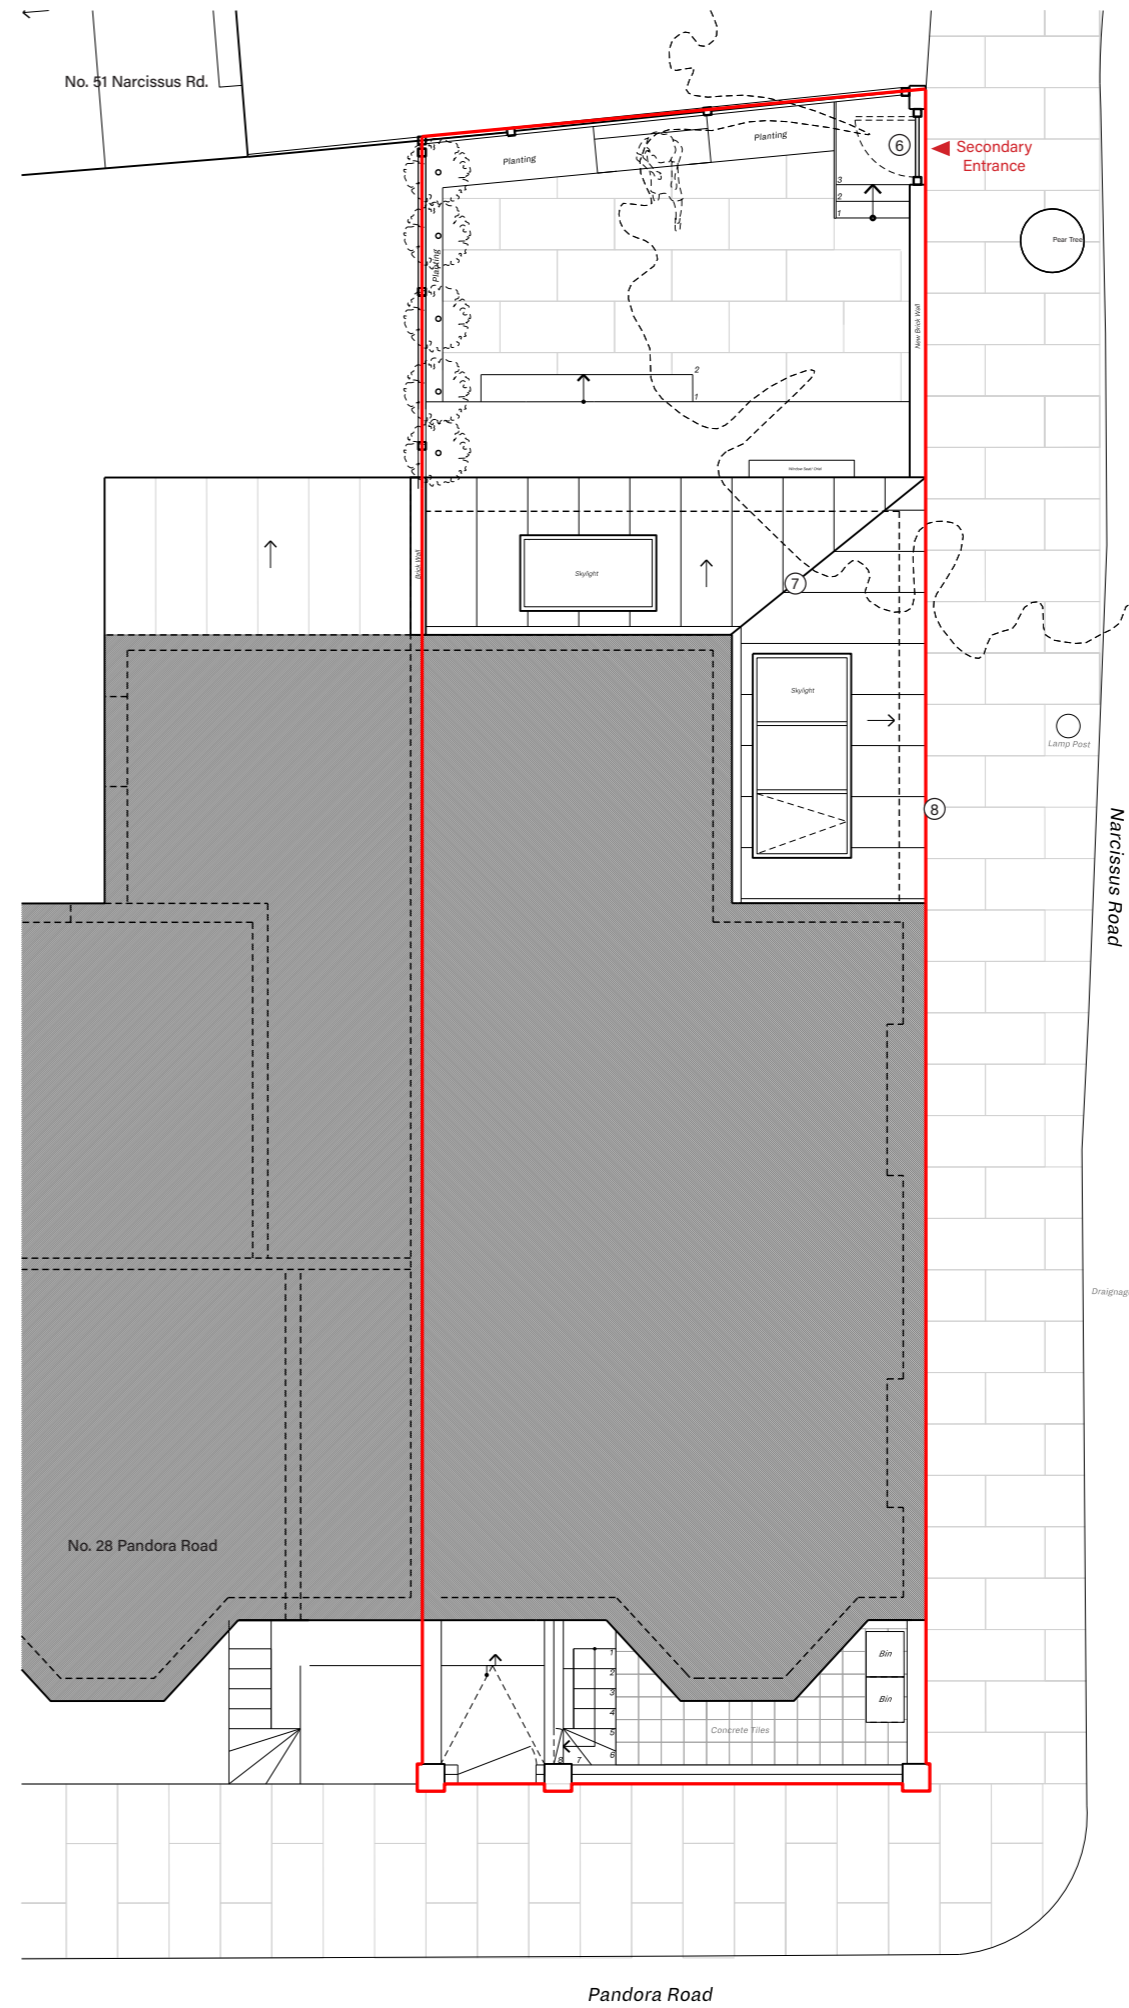 No. 51 Narcissus Rd.
Planting
Planting
6
Secondary
Entrance
3
2
1
Pear Tree
Planting
New Brick Wall
2
1
Window Seat / Oriel
Brick Wall
Skylight
7
Skylight
Lamp Post
8
Narcissus Road
Draignag
No. 28 Pandora Road
1
2
3
4
5
6
7
8
Bin
Bin
Concrete Tiles
Pandora Road